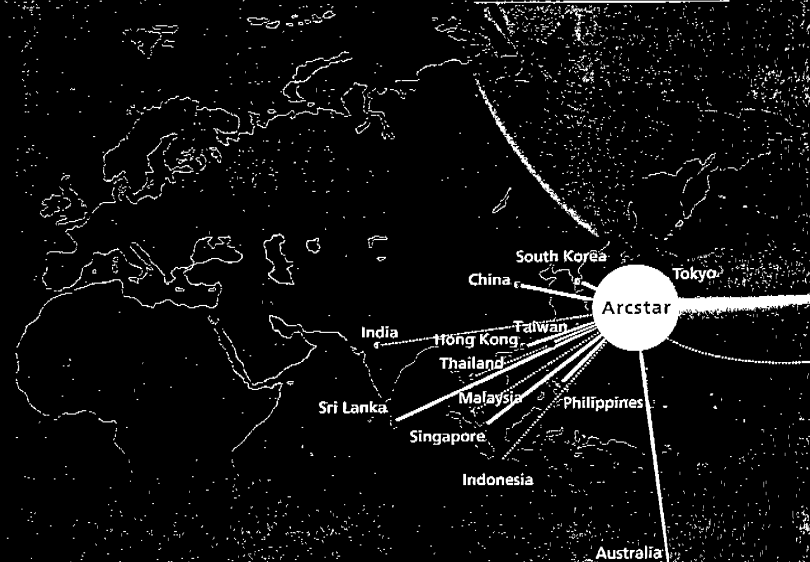 South Korea
Tokyo
China
Arcstar
Taiwan
India
Hong Kong
Thailand
Malaysia
Sri Lanka
Philippines
Singapore
Indonesia
Australia